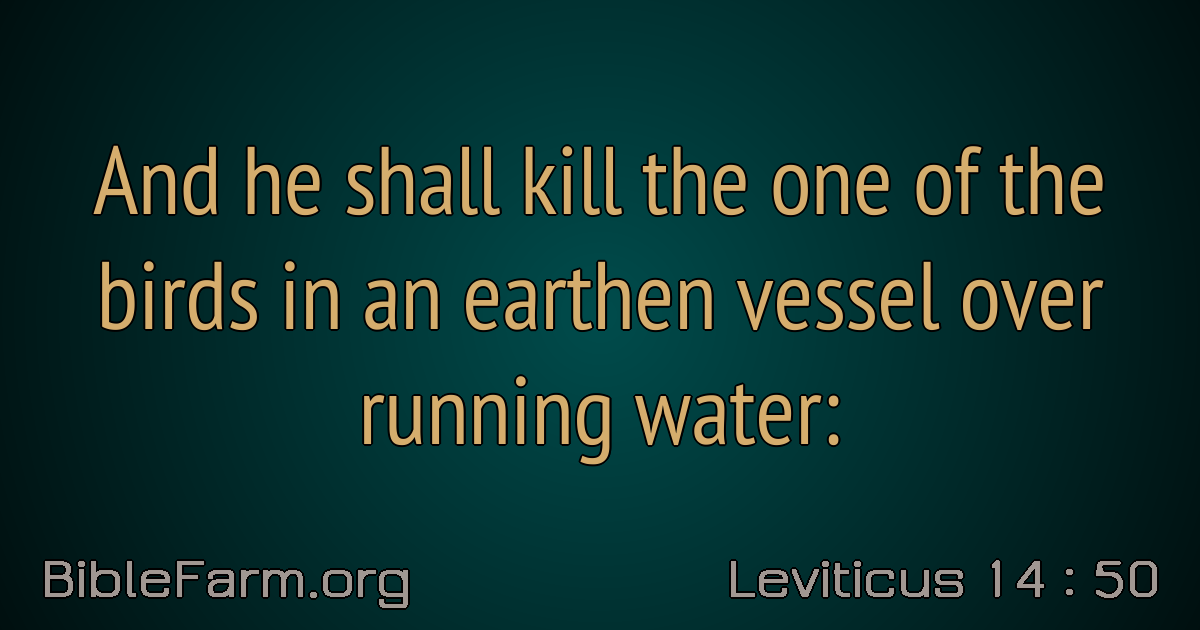 And he shall kill the one of the
birds in an earthen vessel over
running water:
BibleFarm.org
Leviticus 14 : 50